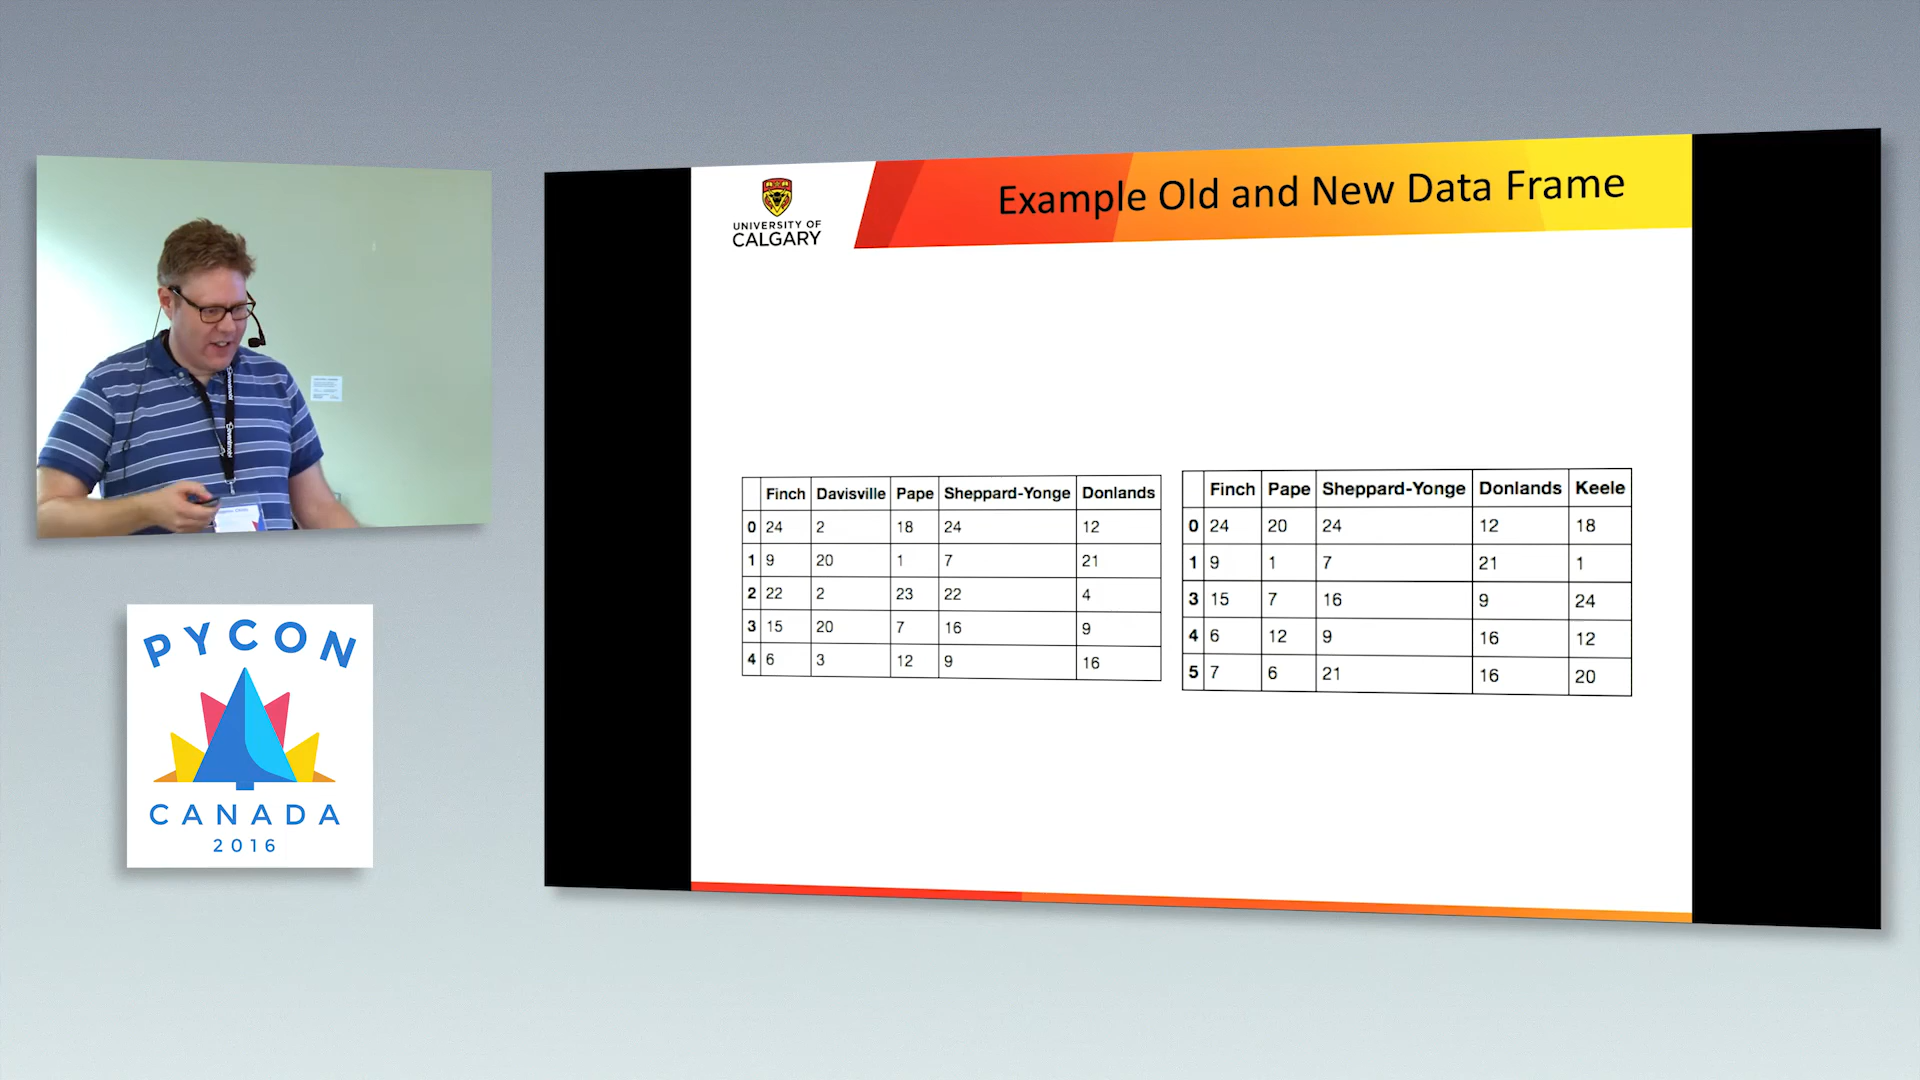 UNIVERSITY OF
CALGARY
Example Old and New Data Frame
Finch Davisville Pape Sheppard-Yonge Donlands
0 24 2 18 24 12
1 9 20 1 7 21
2 22 2 23 22 4
3 15 20 7 16 9
4 6 3 12 9 16
Finch Pape Sheppard-Yonge Donlands Keele
0 24 20 24 12 18
1 9 1 7 21 1
3 15 7 16 9 24
4 6 12 9 16 12
5 7 6 21 16 20
PYCON
CANADA
2016